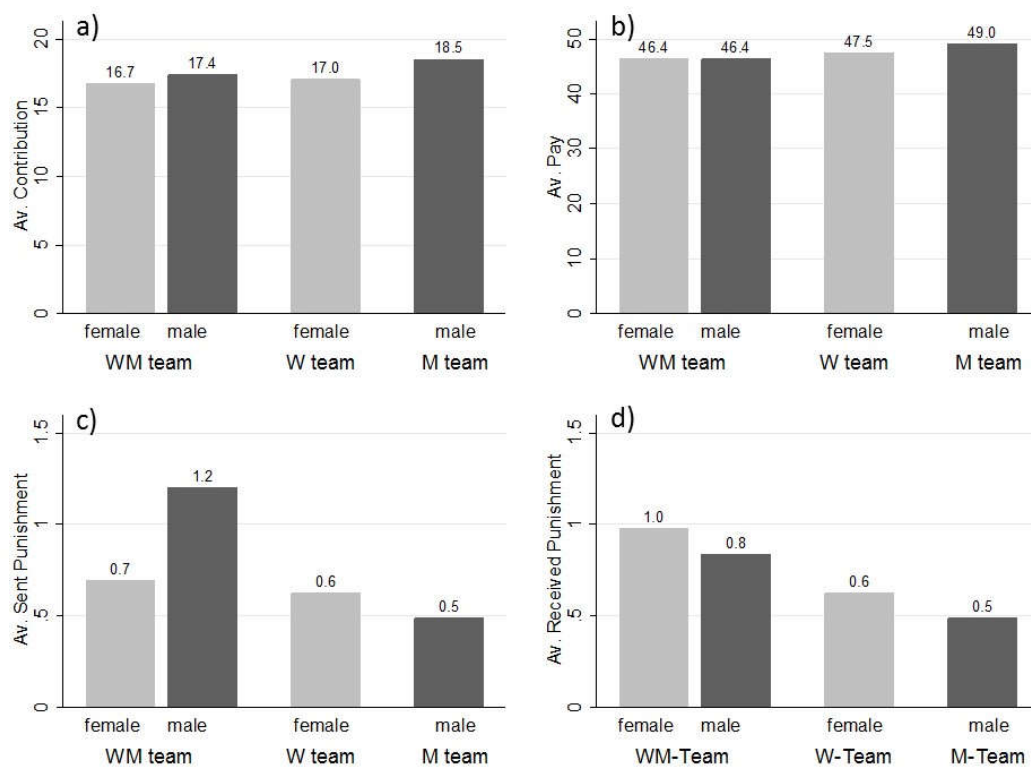 a)
Av. Contribution
20
15
10
5
0
16.7
17.4
17.0
18.5
female male female male
WM team W team M team
b)
Av. Pay
50
40
30
20
10
0
46.4
46.4
47.5
49.0
female male female male
WM team W team M team
c)
Av. Sent Punishment
1.5
1
.5
0
0.7
1.2
0.6
0.5
female male female male
WM team W team M team
d)
Av. Received Punishment
1.5
1
.5
0
1.0
0.8
0.6
0.5
female male female male
WM-Team W-Team M-Team